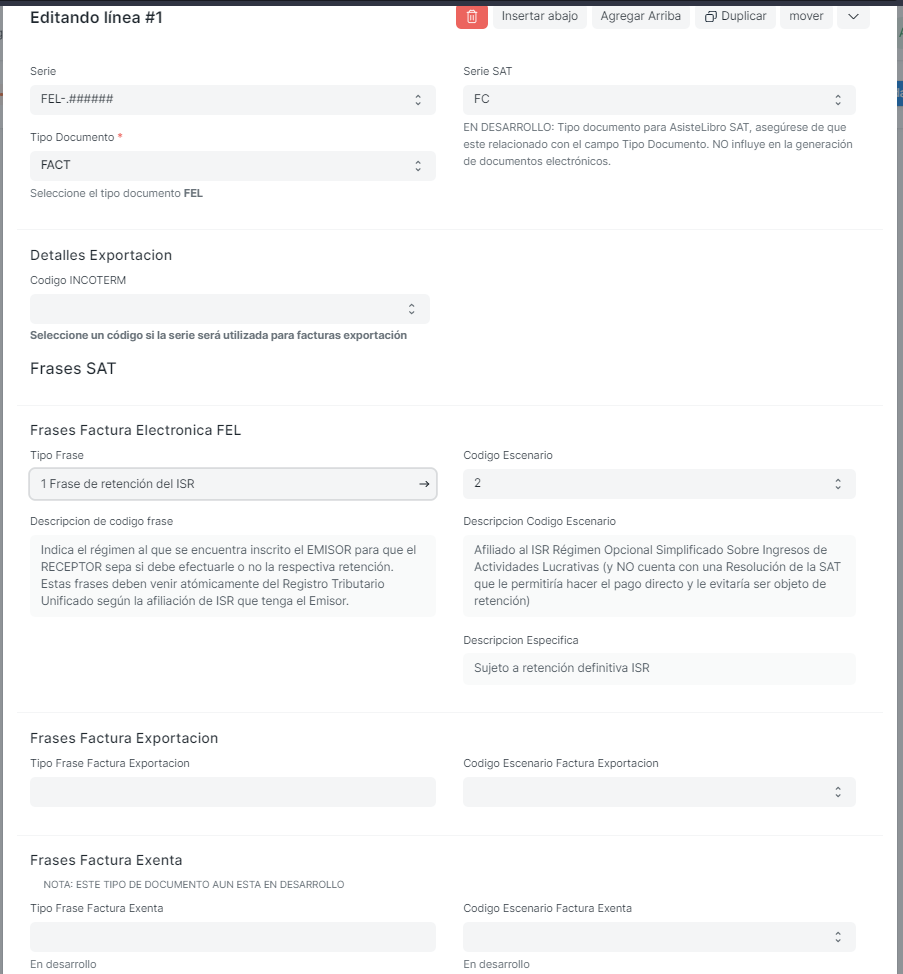 Editando línea #1
Insertar abajo
Agregar Arriba
Duplicar
mover
Serie
FEL-.######
Serie SAT
FC
EN DESARROLLO: Tipo documento para AsisteLibro SAT, asegúrese de que
este relacionado con el campo Tipo Documento. NO influye en la generación
de documentos electrónicos.
Tipo Documento *
FACT
Seleccione el tipo documento FEL
Detalles Exportacion
Codigo INCOTERM
Seleccione un código si la serie será utilizada para facturas exportación
Frases SAT
Frases Factura Electronica FEL
Tipo Frase
1 Frase de retención del ISR
Codigo Escenario
2
Descripcion de codigo frase
Indica el régimen al que se encuentra inscrito el EMISOR para que el
RECEPTOR sepa si debe efectuarle o no la respectiva retención.
Estas frases deben venir atómicamente del Registro Tributario
Unificado según la afiliación de ISR que tenga el Emisor.
Descripcion Codigo Escenario
Afiliado al ISR Régimen Opcional Simplificado Sobre Ingresos de
Actividades Lucrativas (y NO cuenta con una Resolución de la SAT
que le permitiría hacer el pago directo y le evitaría ser objeto de
retención)
Descripcion Especifica
Sujeto a retención definitiva ISR
Frases Factura Exportacion
Tipo Frase Factura Exportacion
Codigo Escenario Factura Exportacion
Frases Factura Exenta
NOTA: ESTE TIPO DE DOCUMENTO AUN ESTA EN DESARROLLO
Tipo Frase Factura Exenta
Codigo Escenario Factura Exenta
En desarrollo
En desarrollo